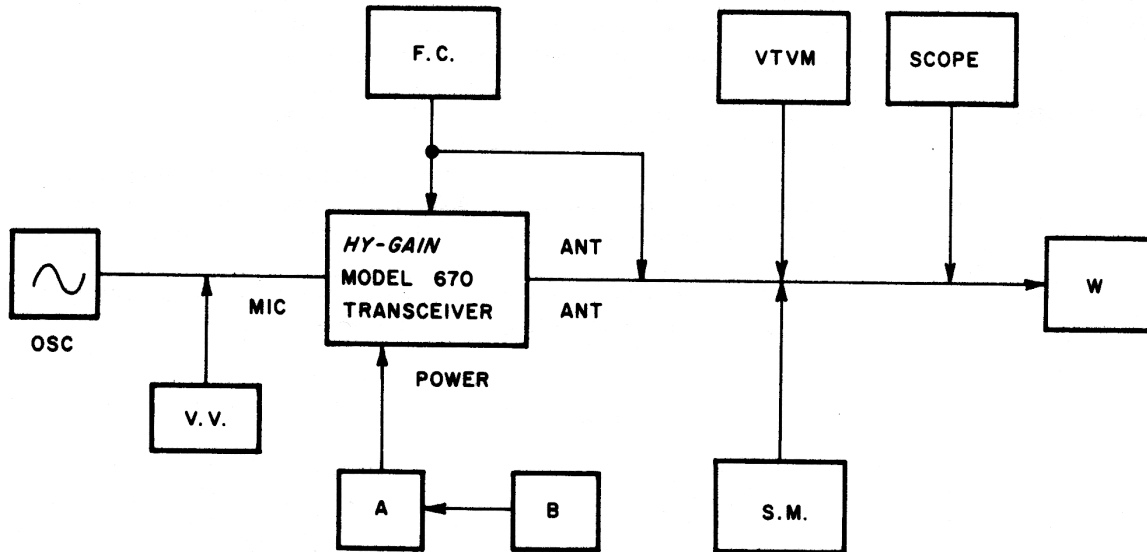 F.C.
VTVM
SCOPE
HY-GAIN
MODEL 670
TRANSCEIVER
ANT
ANT
W
MIC
OSC
POWER
V.V.
A
B
S.M.